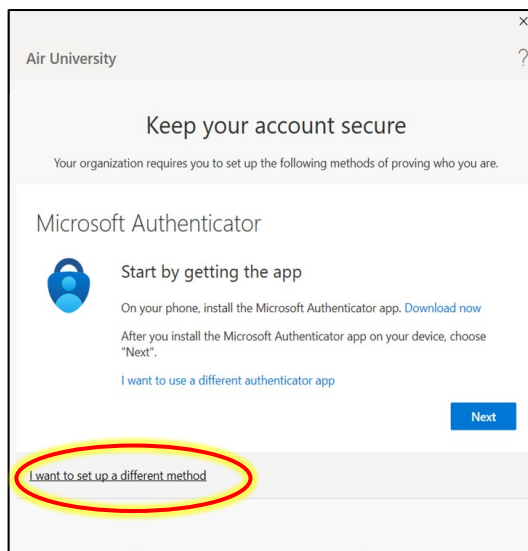 Air University
?
Keep your account secure
Your organization requires you to set up the following methods of proving who you are.
Microsoft Authenticator
Start by getting the app
On your phone, install the Microsoft Authenticator app. Download now
After you install the Microsoft Authenticator app on your device, choose
"Next".
I want to use a different authenticator app
Next
I want to set up a different method